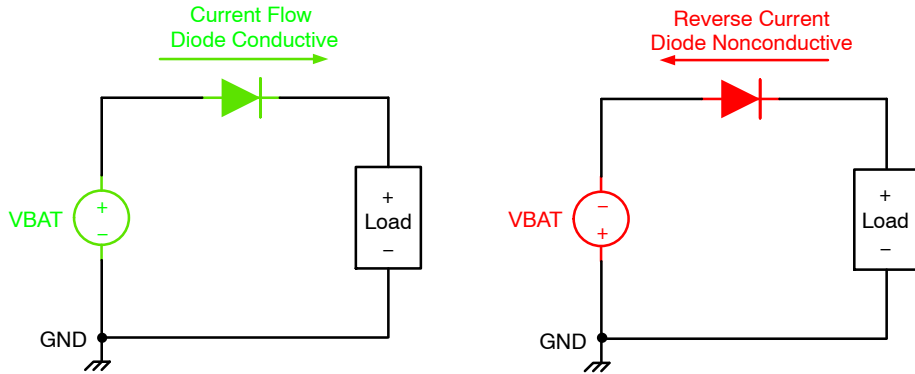 Current Flow
Diode Conductive
VBAT
+
−
+
Load
−
GND
Reverse Current
Diode Nonconductive
VBAT
−
+
+
Load
−
GND